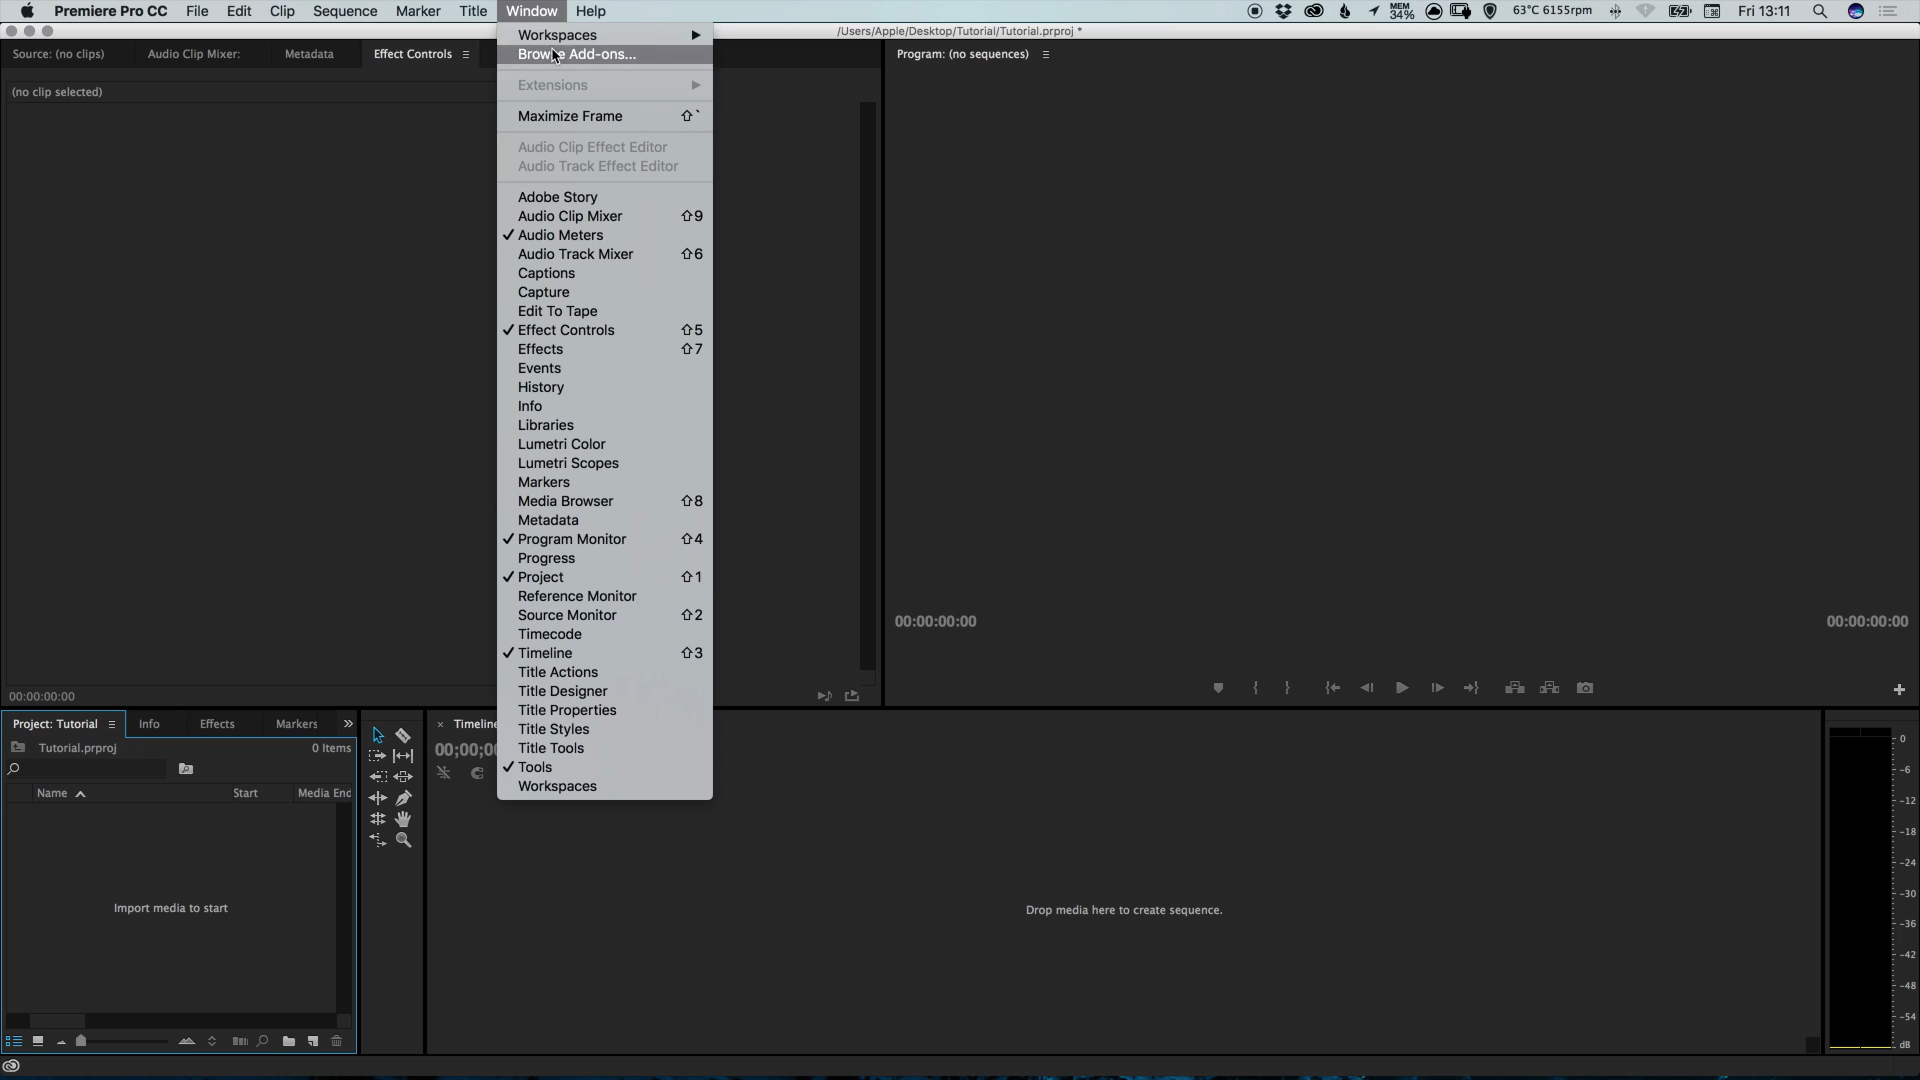 Premiere Pro CC File Edit Clip Sequence Marker Title Window Help MEM 34% 63°C 6155rpm Fri 13:11
/Users/Apple/Desktop/Tutorial/Tutorial.prproj *
Source: (no clips) Audio Clip Mixer: Metadata Effect Controls
(no clip selected)
00:00:00:00
Workspaces
Browse Add-ons...
Extensions
Maximize Frame ⇧`
Audio Clip Effect Editor
Audio Track Effect Editor
Adobe Story
Audio Clip Mixer ⇧9
✓ Audio Meters
Audio Track Mixer ⇧6
Captions
Capture
Edit To Tape
✓ Effect Controls ⇧5
Effects ⇧7
Events
History
Info
Libraries
Lumetri Color
Lumetri Scopes
Markers
Media Browser ⇧8
Metadata
✓ Program Monitor ⇧4
Progress
✓ Project ⇧1
Reference Monitor
Source Monitor ⇧2
Timecode
✓ Timeline ⇧3
Title Actions
Title Designer
Title Properties
Title Styles
Title Tools
✓ Tools
Workspaces
Program: (no sequences)
00:00:00:00 00:00:00:00
Project: Tutorial Info Effects Markers
Tutorial.prproj 0 Items
Name Start Media End
Import media to start
× Timeline
00;00;00
Drop media here to create sequence.
0
-6
-12
-18
-24
-30
-36
-42
-48
-54
dB